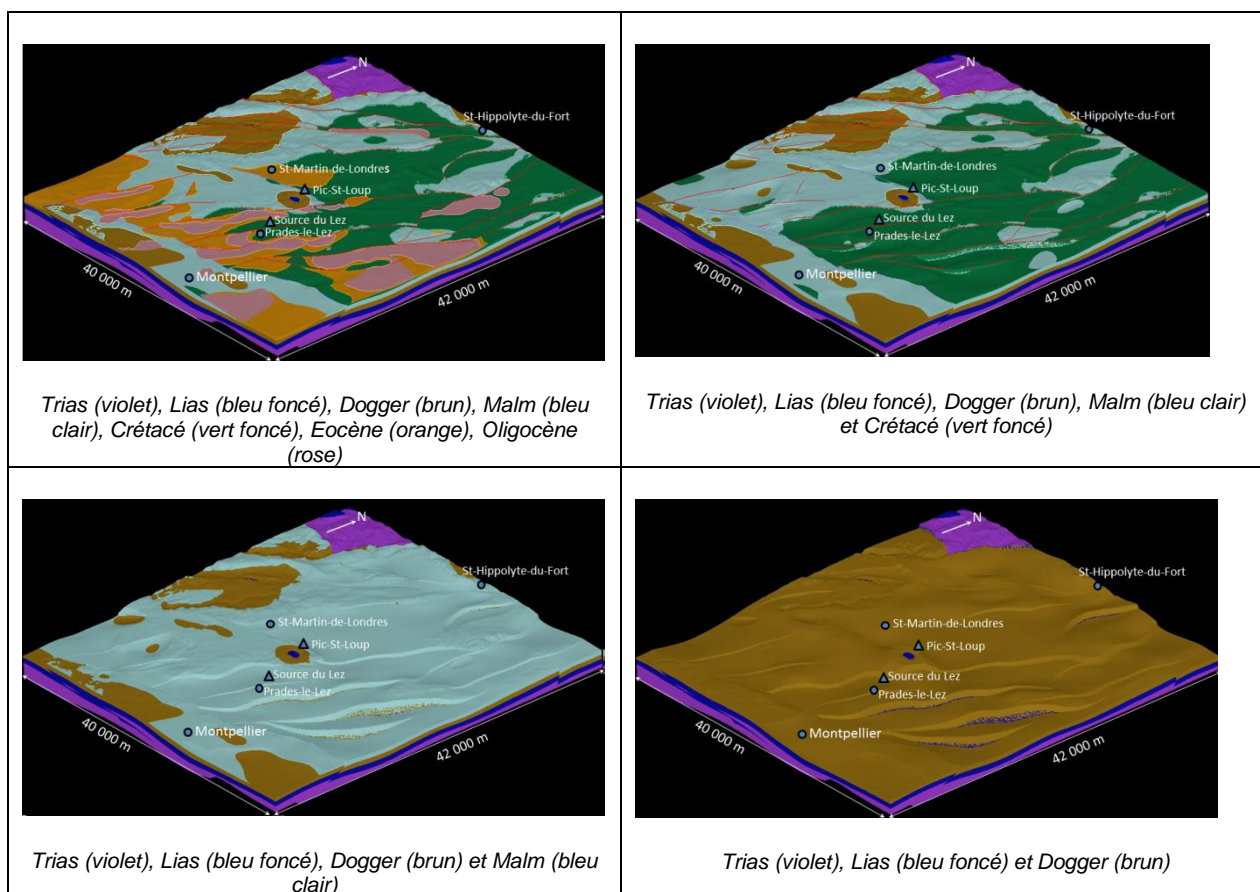 N
St-Hippolyte-du-Fort
St-Martin-de-Londres
Pic-St-Loup
Source du Lez
Prades-le-Lez
Montpellier
40 000 m
42 000 m
Trias (violet), Lias (bleu foncé), Dogger (brun), Malm (bleu
clair), Crétacé (vert foncé), Eocène (orange), Oligocène
(rose)
N
St-Hippolyte-du-Fort
St-Martin-de-Londres
Pic-St-Loup
Source du Lez
Prades-le-Lez
Montpellier
40 000 m
42 000 m
Trias (violet), Lias (bleu foncé), Dogger (brun), Malm (bleu clair)
et Crétacé (vert foncé)
N
St-Hippolyte-du-Fort
St-Martin-de-Londres
Pic-St-Loup
Source du Lez
Prades-le-Lez
Montpellier
40 000 m
42 000 m
Trias (violet), Lias (bleu foncé), Dogger (brun) et Malm (bleu
clair)
N
St-Hippolyte-du-Fort
St-Martin-de-Londres
Pic-St-Loup
Source du Lez
Prades-le-Lez
Montpellier
40 000 m
42 000 m
Trias (violet), Lias (bleu foncé) et Dogger (brun)